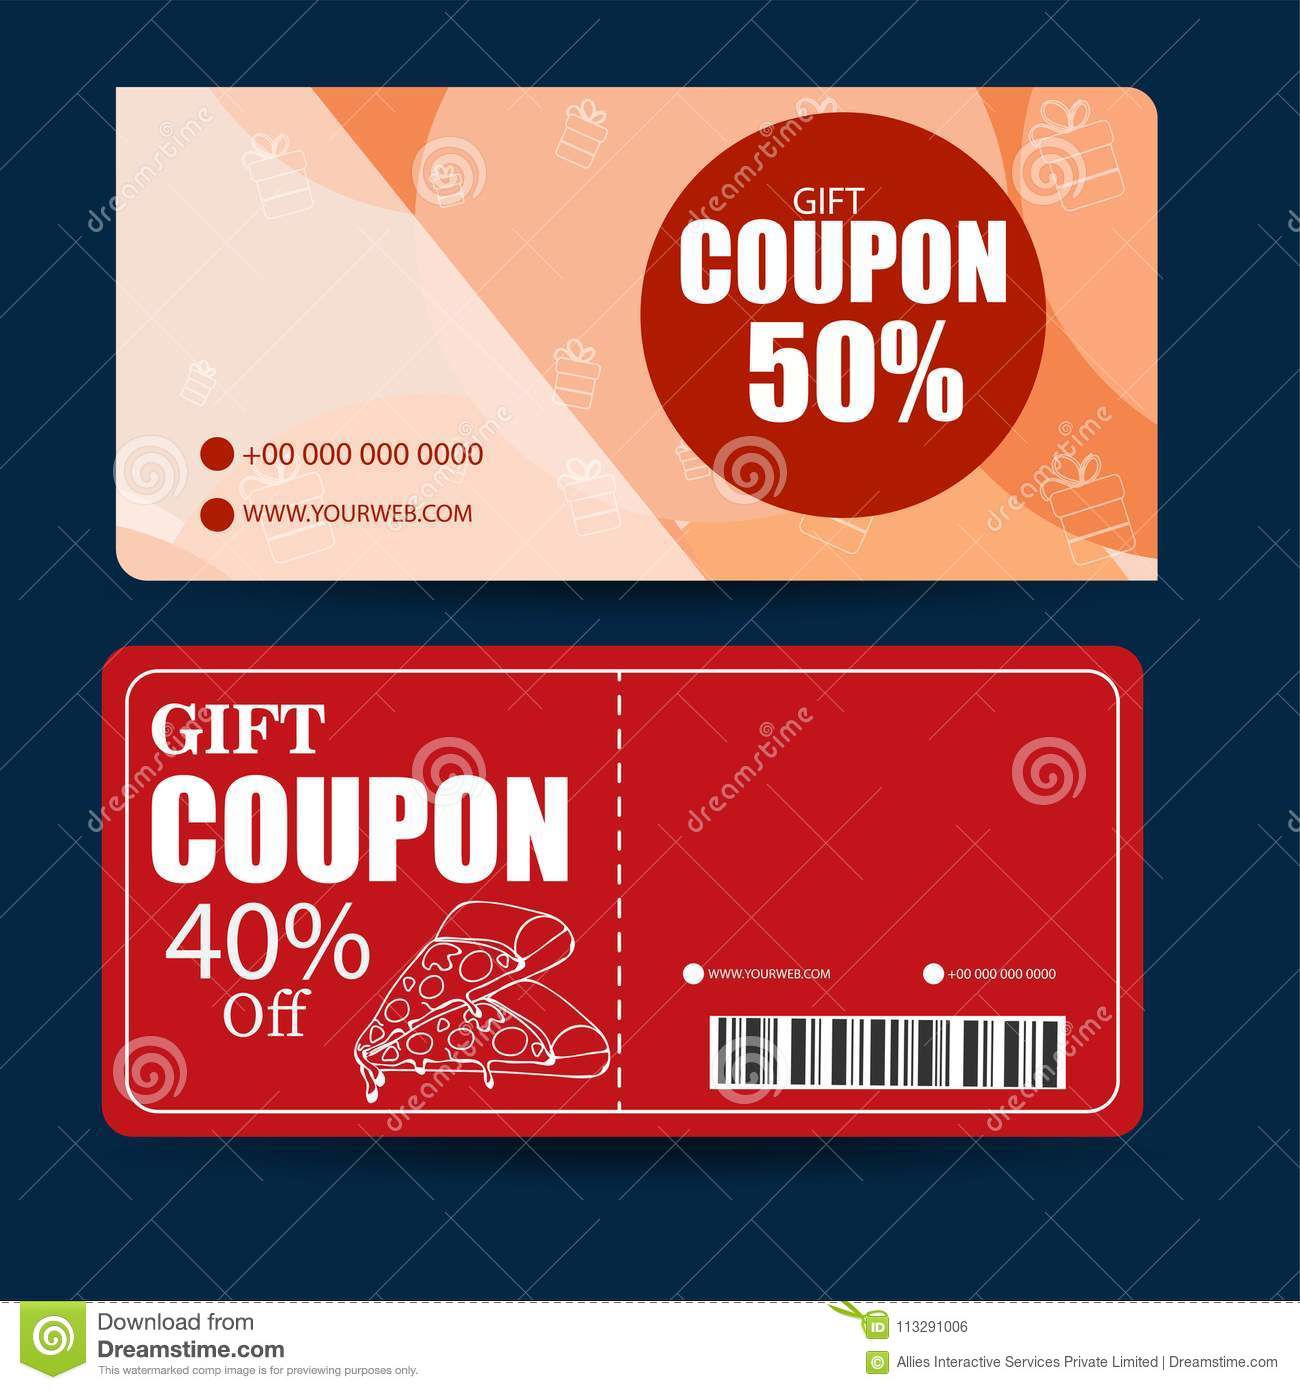 GIFT
COUPON
50%
+00 000 000 0000
WWW.YOURWEB.COM
GIFT
COUPON
40%
Off
WWW.YOURWEB.COM
+00 000 000 0000
dreamstime
Download from
Dreamstime.com
This watermarked comp image is for previewing purposes only.
ID 113291006
© Allies Interactive Services Private Limited | Dreamstime.com